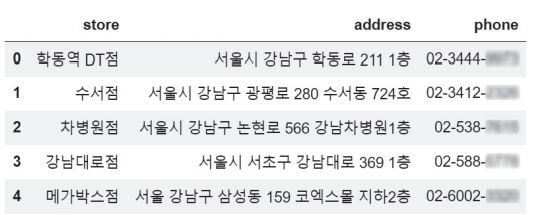 store address phone
0 학동역 DT점 서울시 강남구 학동로 211 1층 02-3444-
1 수서점 서울시 강남구 광평로 280 수서동 724호 02-3412-
2 차병원점 서울시 강남구 논현로 566 강남차병원1층 02-538-
3 강남대로점 서울시 서초구 강남대로 369 1층 02-588-
4 메가박스점 서울 강남구 삼성동 159 코엑스몰 지하2층 02-6002-